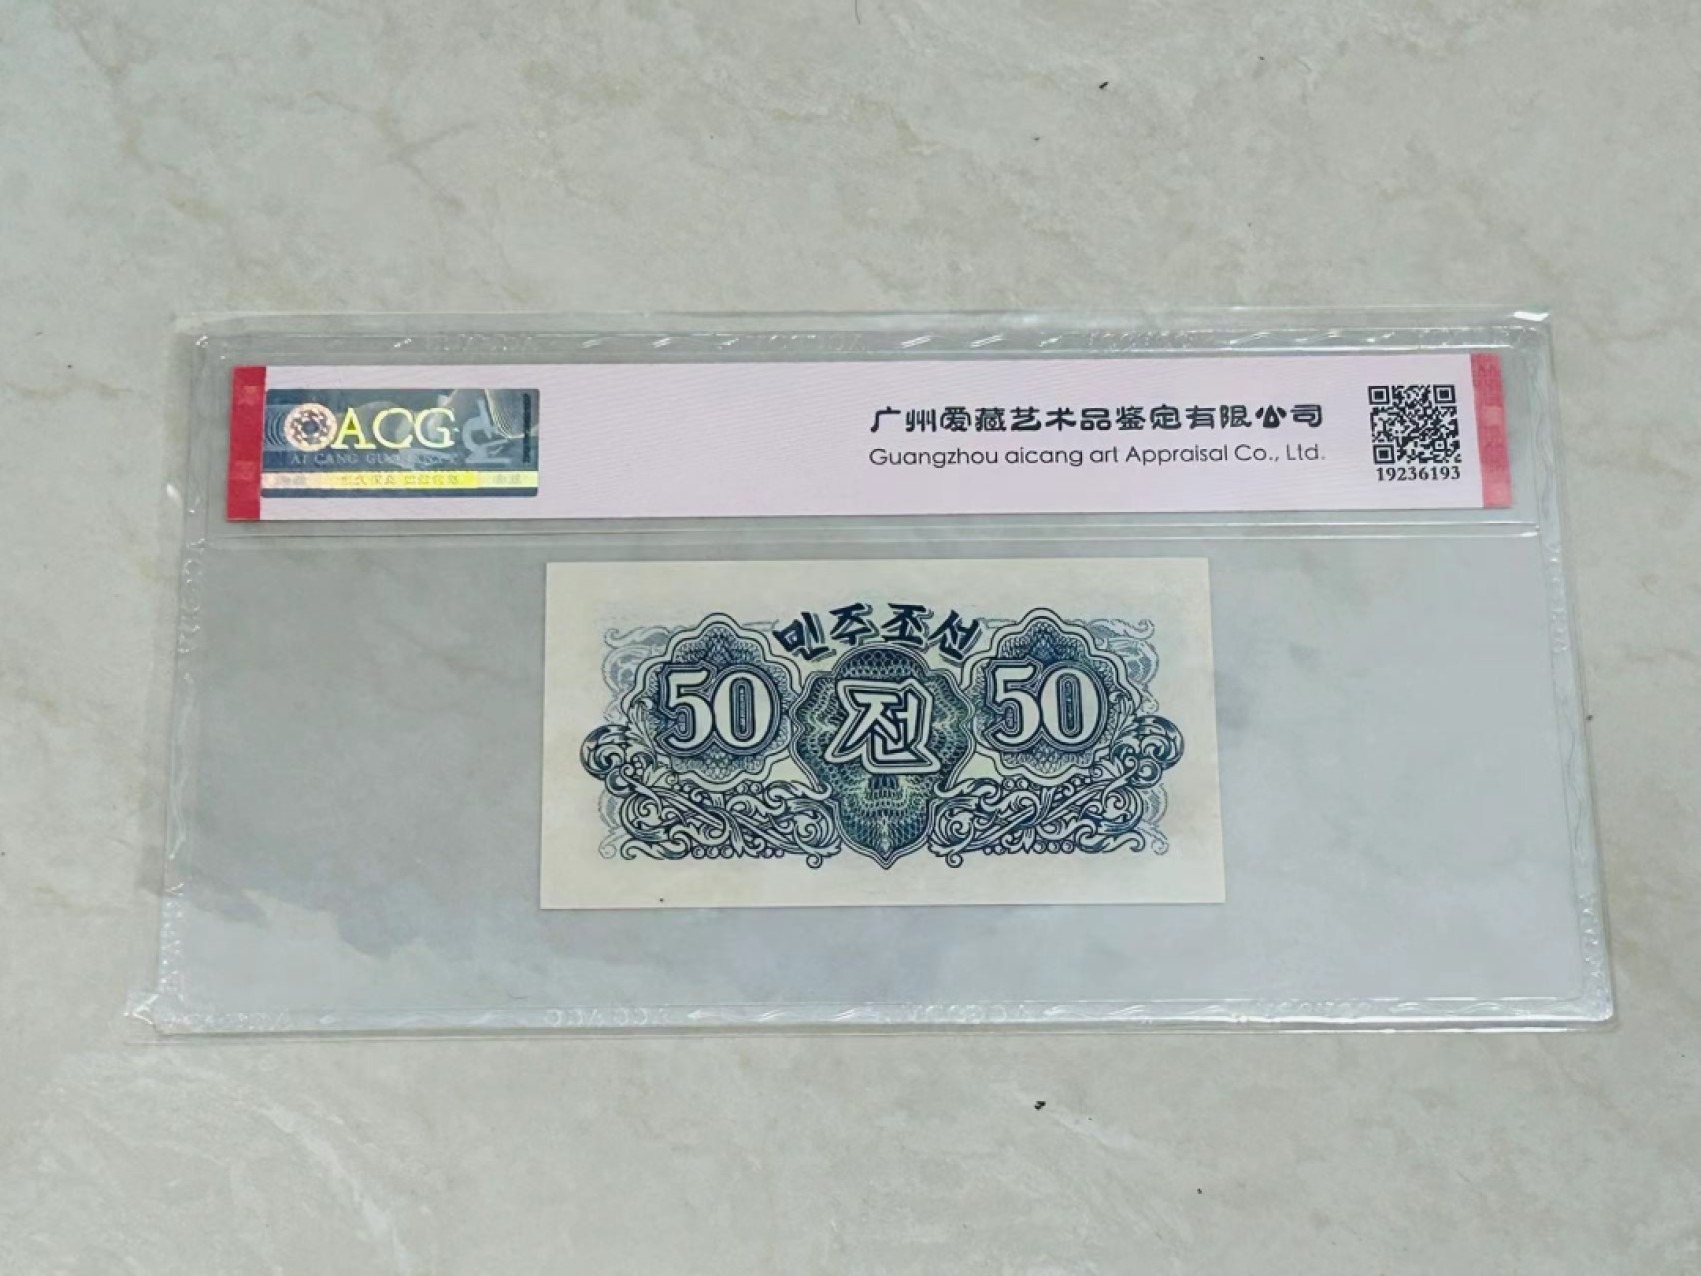 ACG
广州爱藏艺术品鉴定有限公司
Guangzhou aicang art Appraisal Co., Ltd.
19236193
민주조선
50 전 50